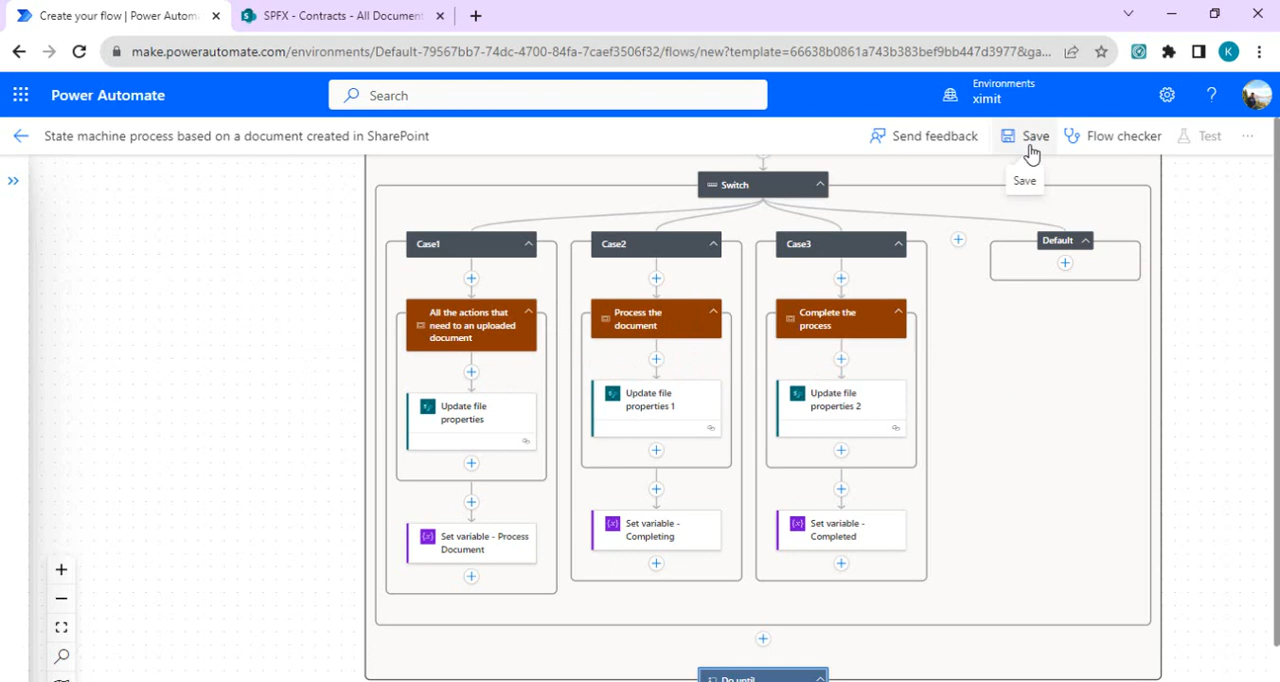 Create your flow | Power Autom
SPFX - Contracts - All Document
make.powerautomate.com/environments/Default-79567bb7-74dc-4700-84fa-7caef3506f32/flows/new?template=66638b0861a743b383bef9bb447d3977&ga...
K
Power Automate
Search
Environments
ximit
State machine process based on a document created in SharePoint
Send feedback
Save
Flow checker
Test
Save
Switch
Case1
Case2
Case3
Default
All the actions that
need to an uploaded
document
Process the
document
Complete the
process
Update file
properties
Update file
properties 1
Update file
properties 2
Set variable - Process
Document
Set variable -
Completing
Set variable -
Completed
Do until